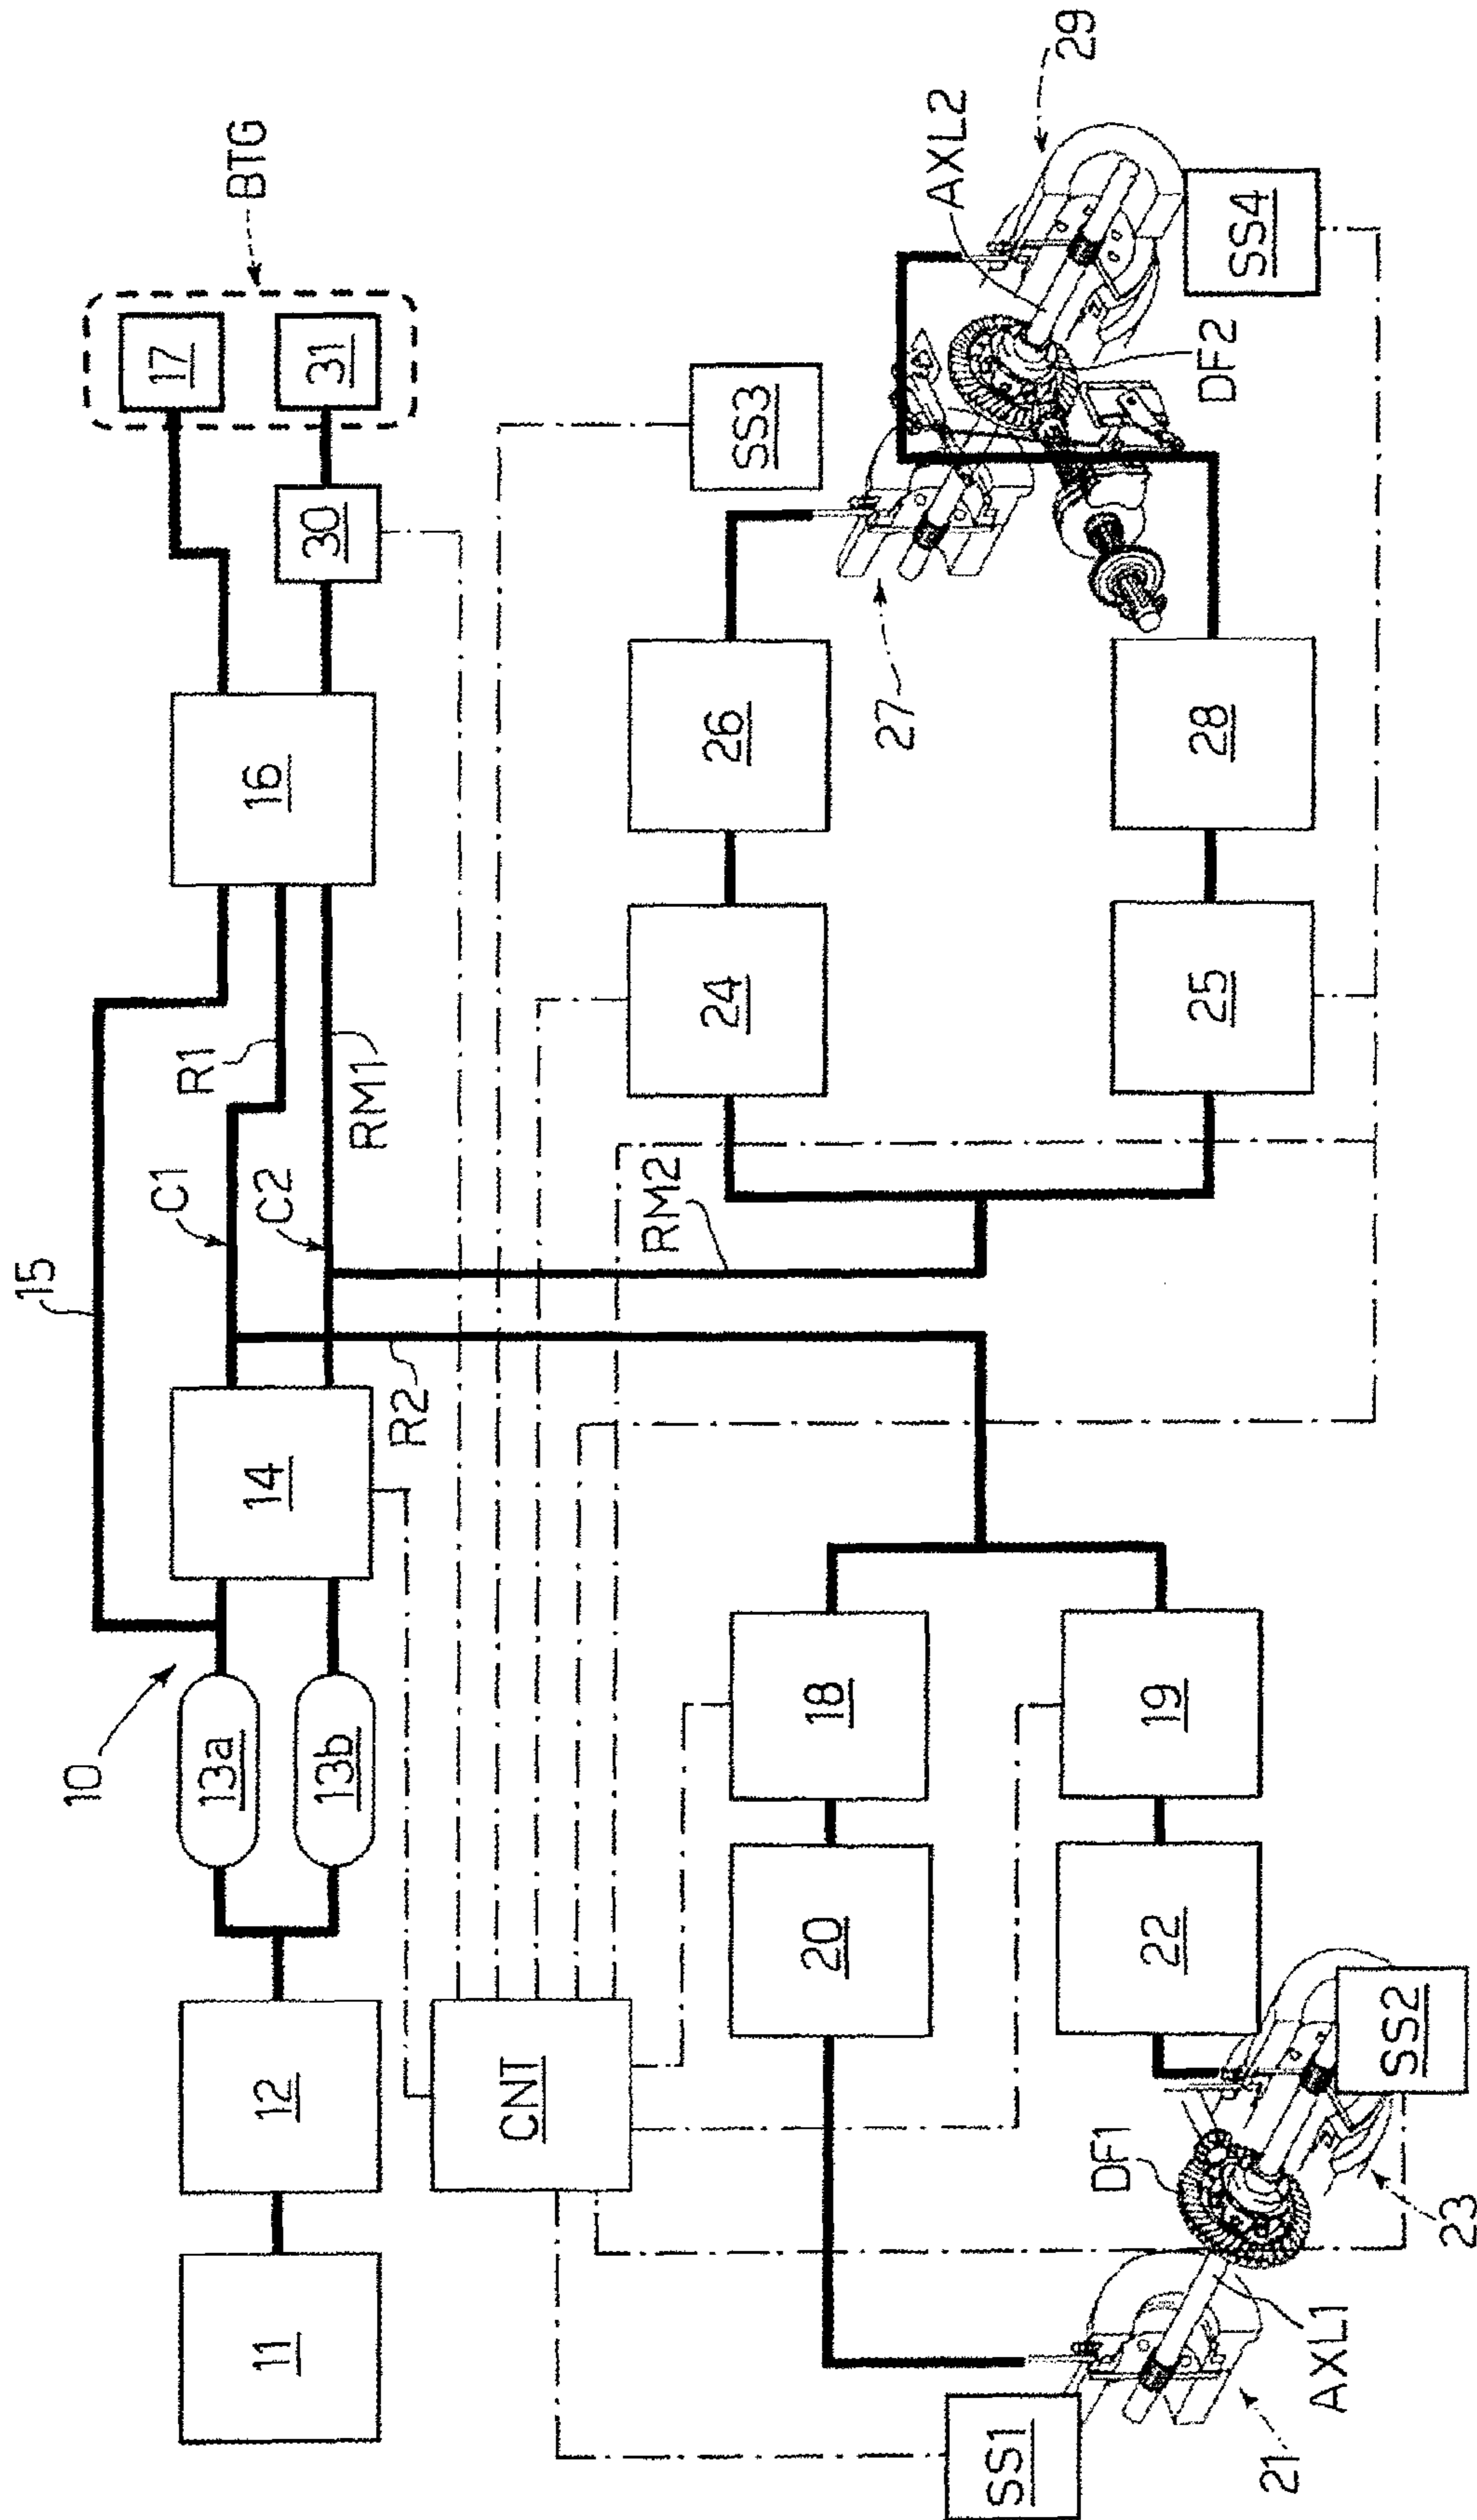 BTG
17
31
30
16
15
C1
C2
R1
RM1
14
R2
RM2
10
13a
13b
12
11
CNT
SS3
26
24
27
AXL2
29
DF2
SS4
28
25
18
20
19
22
SS2
23
DF1
AXL1
21
SS1